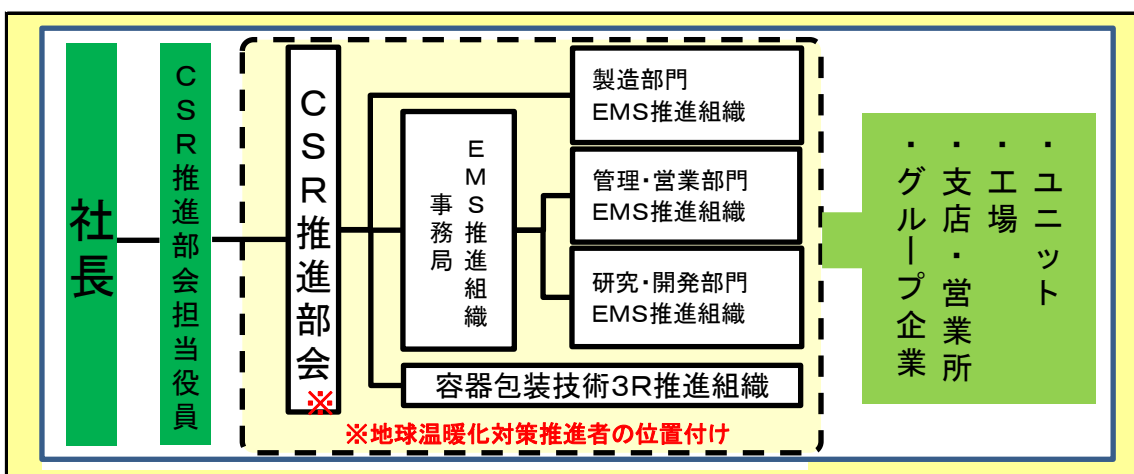 社長
CSR推進部会担当役員
CSR推進部会
※
EMS推進組織
事務局
製造部門
EMS推進組織
管理・営業部門
EMS推進組織
研究・開発部門
EMS推進組織
容器包装技術3R推進組織
※地球温暖化対策推進者の位置付け
・ユニット
・工場
・支店・営業所
・グループ企業